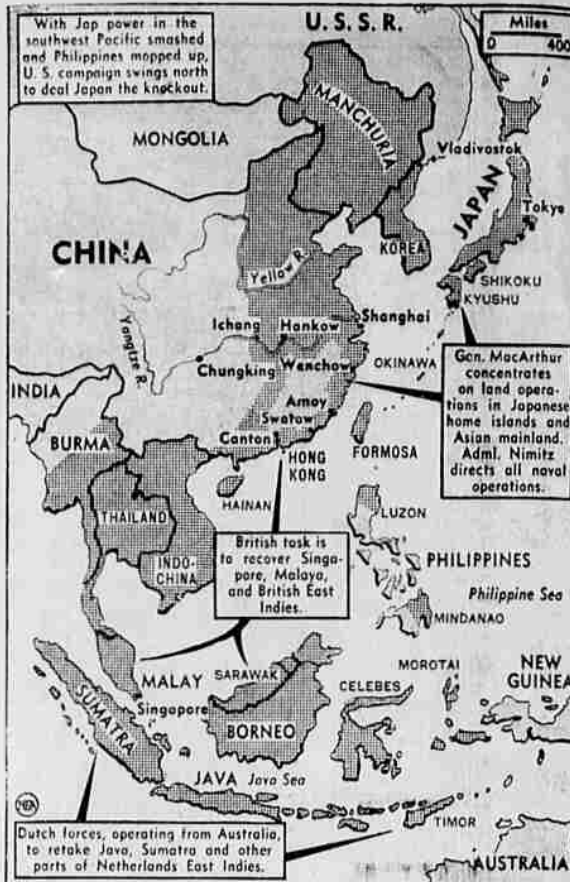 With Jap power in the
southwest Pacific smashed
and Philippines mopped up,
U. S. campaign swings north
to deal Japan the knockout.
U. S. S. R.
Miles
0 400
MONGOLIA
MANCHURIA
Vladivostok
JAPAN
Tokyo
CHINA
KOREA
Yellow R.
SHIKOKU
KYUSHU
Shanghai
Ichang
Hankow
Yangtze R.
Chungking
Wenchow
OKINAWA
Gen. MacArthur
concentrates
on land opera-
tions in Japanese
home islands and
Asian mainland.
Adml. Nimitz
directs all naval
operations.
INDIA
Amoy
Swatow
BURMA
Canton
HONG
KONG
FORMOSA
HAINAN
LUZON
THAILAND
INDO-
CHINA
British task is
to recover Singa-
pore, Malaya,
and British East
Indies.
PHILIPPINES
Philippine Sea
MINDANAO
MALAY
SARAWAK
MOROTAI
NEW
GUINEA
CELEBES
Singapore
SUMATRA
BORNEO
JAVA
Java Sea
NEA
TIMOR
Dutch forces, operating from Australia,
to retake Java, Sumatra and other
parts of Netherlands East Indies.
AUSTRALIA